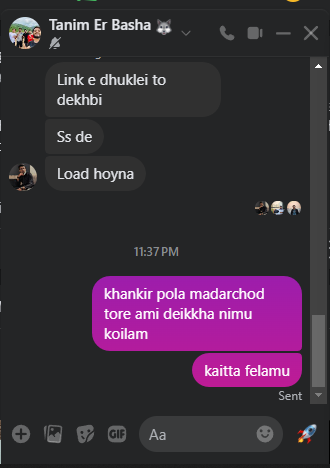 Tanim Er Basha 🐺
Link e dhuklei to
dekhbi
Ss de
Load hoyna
11:37 PM
khankir pola madarchod
tore ami deikkha nimu
koilam
kaitta felamu
Sent
GIF
Aa